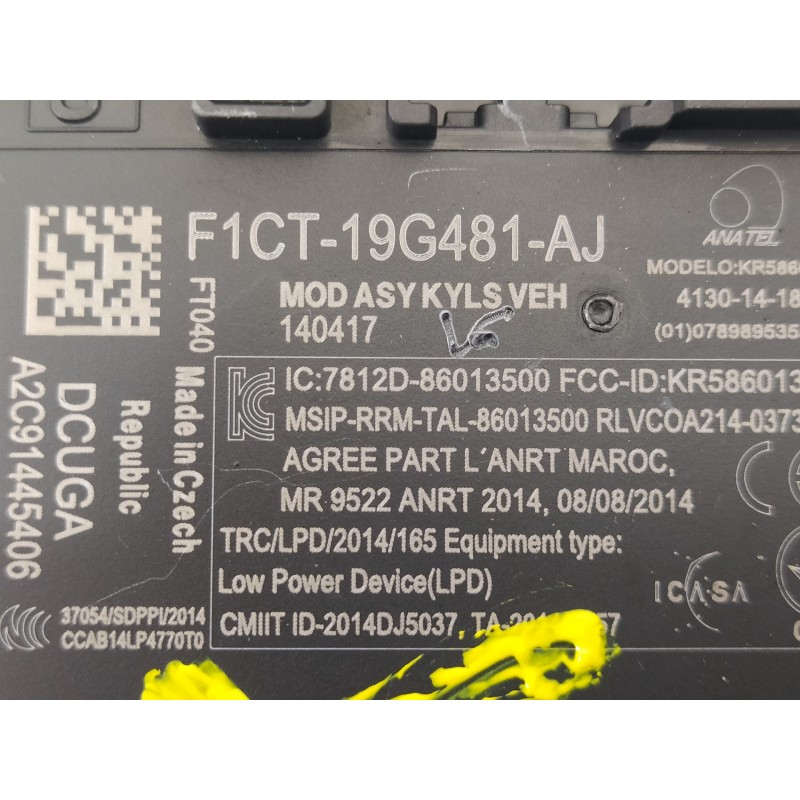 F1CT-19G481-AJ
MOD ASY KYLS VEH
140417
ANATEL
MODELO:KR5860
4130-14-18
(01)078989535
FT040
Made in Czech
Republic
DCUGA
A2C91445406
IC:7812D-86013500 FCC-ID:KR586013
MSIP-RRM-TAL-86013500 RLVCOA214-0373
AGREE PART L´ANRT MAROC,
MR 9522 ANRT 2014, 08/08/2014
TRC/LPD/2014/165 Equipment type:
Low Power Device(LPD)
CMIIT ID-2014DJ5037,
ICASA
CE
37054/SDPPI/2014
CCAB14LP4770T0